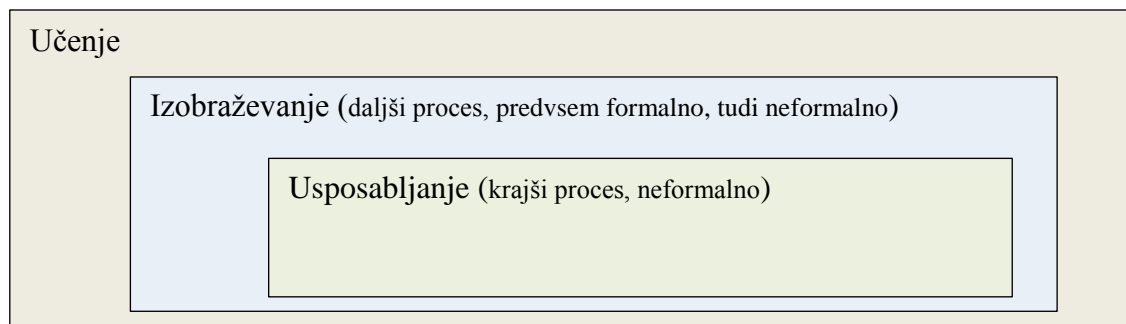 Učenje
Izobraževanje (daljši proces, predvsem formalno, tudi neformalno)
Usposabljanje (krajši proces, neformalno)